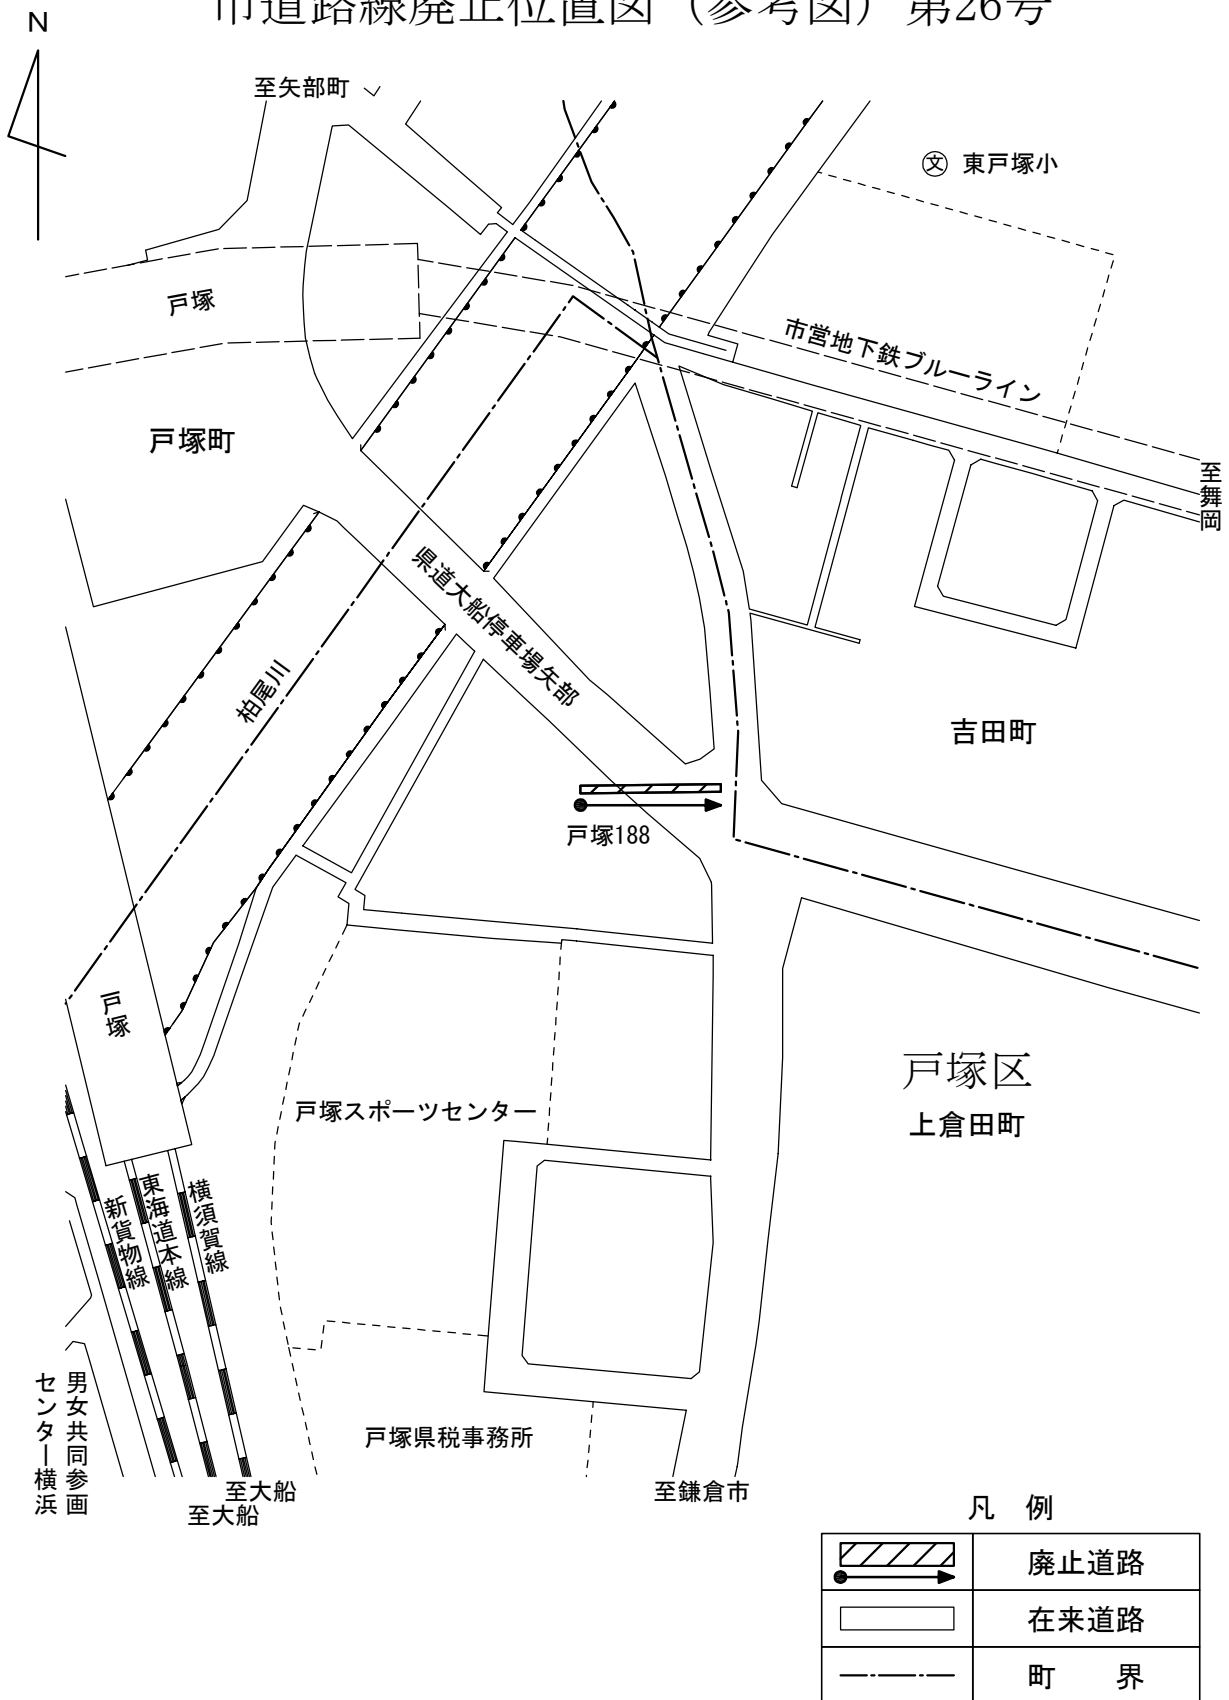 市道路線廃止位置図（参考図）第26号
N
至矢部町
文 東戸塚小
戸塚
市営地下鉄ブルーライン
戸塚町
至舞岡
県道大船停車場矢部
柏尾川
吉田町
戸塚188
戸塚
戸塚区
上倉田町
戸塚スポーツセンター
横須賀線
東海道本線
新貨物線
男女共同参画
センター横浜
戸塚県税事務所
至大船
至大船
至鎌倉市
凡 例
廃止道路
在来道路
町 界